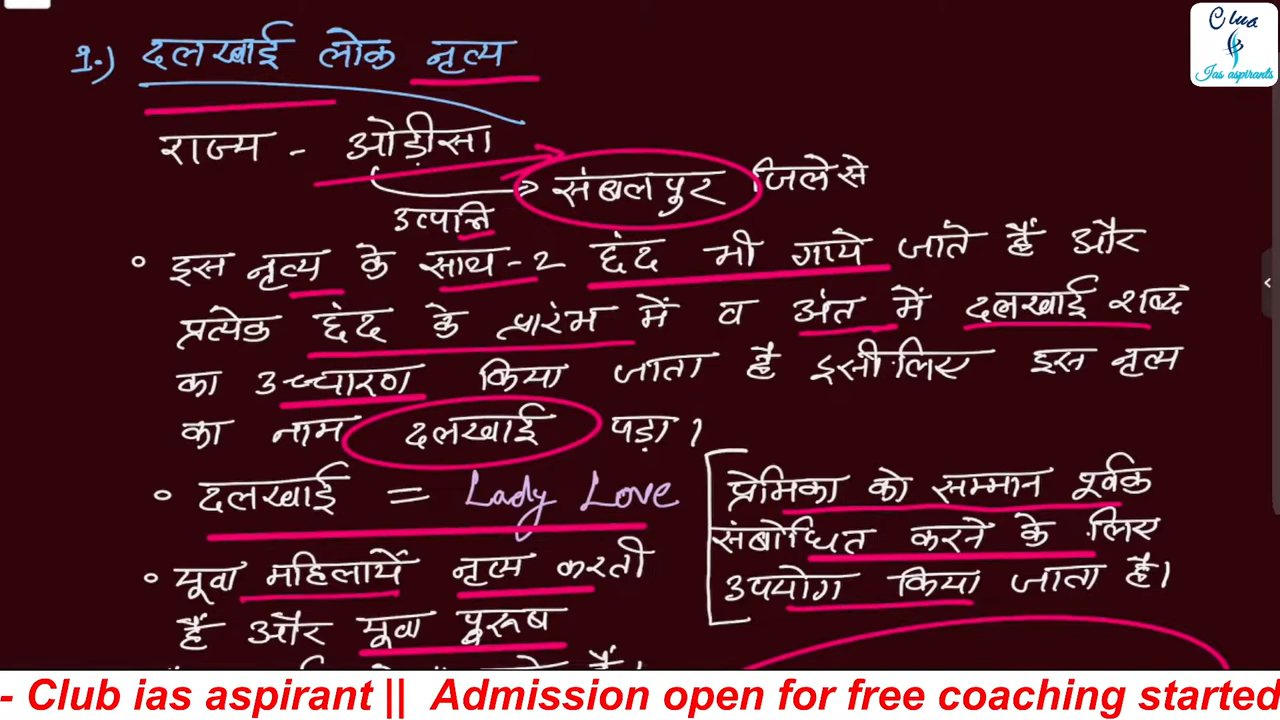 Club
Ias aspirants
1.) दलखाई लोक नृत्य
राज्य - ओड़ीसा
उत्पत्ति
संबालपुर जिले से
• इस नृत्य के साथ-2 छंद भी गाये जाते हैं और
प्रत्येक छंद के प्रारंभ में व अंत में दलखाई शब्द
का उच्चारण किया जाता है इसीलिए इस नृत्य
का नाम दलखाई पड़ा।
• दलखाई = Lady Love
प्रेमिका को सम्मान पूर्वक
संबोधित करने के लिए
उपयोग किया जाता है।
• यूवा महिलायें नृत्य करती
हैं और यूवा पुरूष
- Club ias aspirant || Admission open for free coaching started